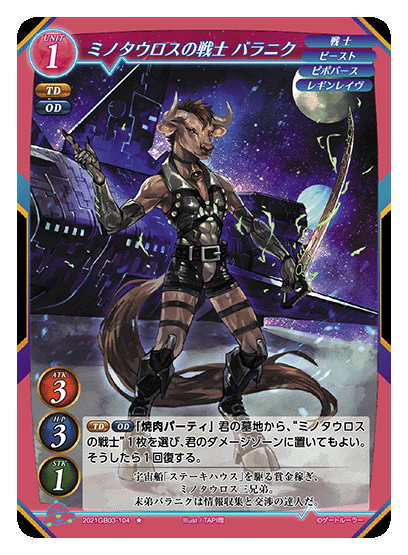 UNIT
1
ミノタウロスの戦士 バラニク
戦士
ビースト
ビボバース
レギンレイヴ
TD
OD
ATK
3
H.P
3
STK
1
TD OD 「焼肉パーティ」君の墓地から、“ミノタウロス
の戦士”1枚を選び、君のダメージゾーンに置いてもよい。
そうしたら1回復する。
宇宙船「ステーキハウス」を駆る賞金稼ぎ、
ミノタウロス三兄弟。
末弟バラニクは情報収集と交渉の達人だ。
2021GB03-104 ★ Illust / TAPI岡 ©ゲートルーラー